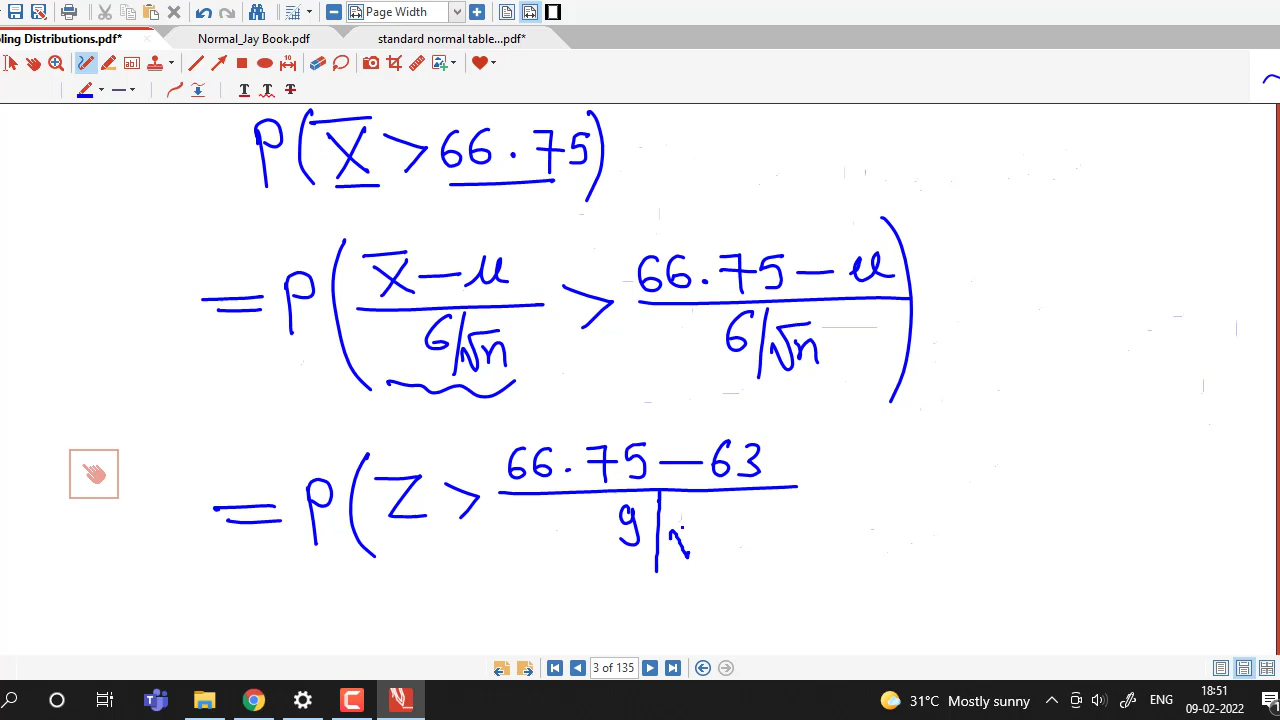 Page Width
ling Distributions.pdf* Normal_Jay Book.pdf standard normal table...pdf*
P(X̅ > 66.75)
= P( (X̅ − μ)/(σ/√n) > (66.75 − μ)/(σ/√n) )
= P( Z > (66.75 − 63)/(9/
3 of 135
31°C Mostly sunny ENG 18:51
09-02-2022